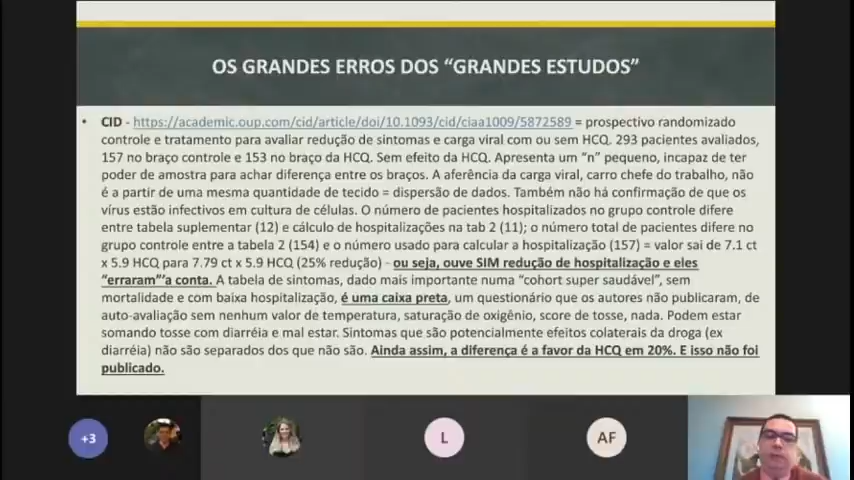 OS GRANDES ERROS DOS “GRANDES ESTUDOS”
• CID - https://academic.oup.com/cid/article/doi/10.1093/cid/ciaa1009/5872589 = prospectivo randomizado
controle e tratamento para avaliar redução de sintomas e carga viral com ou sem HCQ. 293 pacientes avaliados,
157 no braço controle e 153 no braço da HCQ. Sem efeito da HCQ. Apresenta um “n” pequeno, incapaz de ter
poder de amostra para achar diferença entre os braços. A aferência da carga viral, carro chefe do trabalho, não
é a partir de uma mesma quantidade de tecido = dispersão de dados. Também não há confirmação de que os
vírus estão infectivos em cultura de células. O número de pacientes hospitalizados no grupo controle difere
entre tabela suplementar (12) e cálculo de hospitalizações na tab 2 (11); o número total de pacientes difere no
grupo controle entre a tabela 2 (154) e o número usado para calcular a hospitalização (157) = valor sai de 7.1 ct
x 5.9 HCQ para 7.79 ct x 5.9 HCQ (25% redução) - ou seja, ouve SIM redução de hospitalização e eles
“erraram”’a conta. A tabela de sintomas, dado mais importante numa “cohort super saudável”, sem
mortalidade e com baixa hospitalização, é uma caixa preta, um questionário que os autores não publicaram, de
auto-avaliação sem nenhum valor de temperatura, saturação de oxigênio, score de tosse, nada. Podem estar
somando tosse com diarréia e mal estar. Sintomas que são potencialmente efeitos colaterais da droga (ex
diarréia) não são separados dos que não são. Ainda assim, a diferença é a favor da HCQ em 20%. E isso não foi
publicado.
+3
L
AF